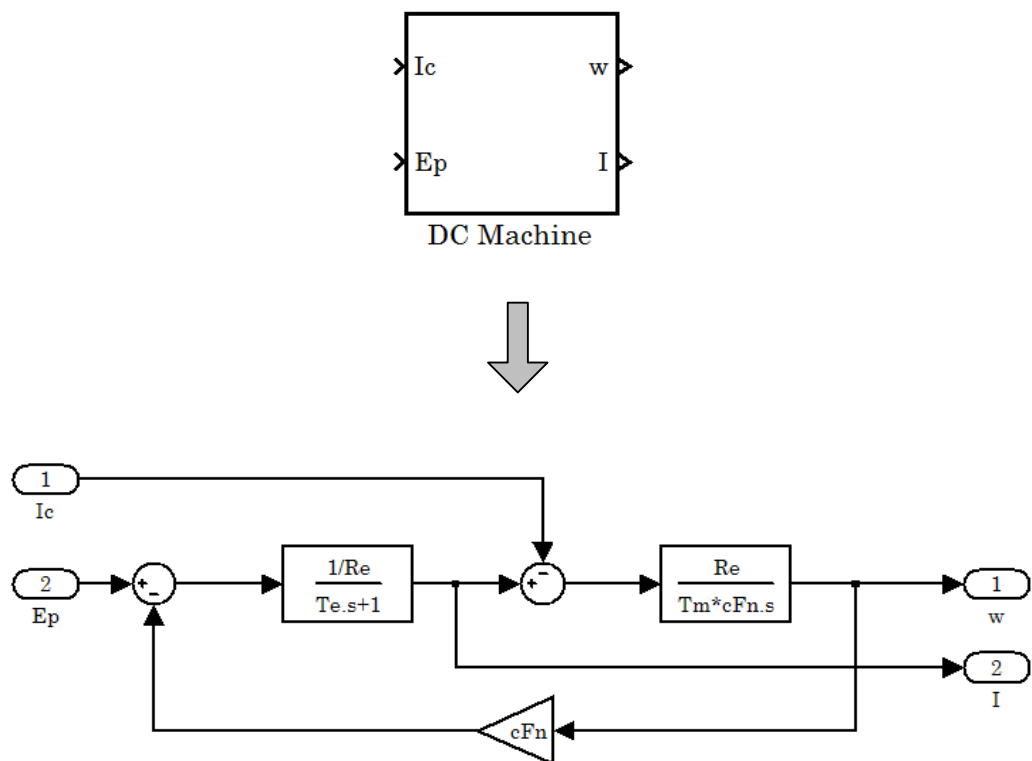 Ic
w
Ep
I
DC Machine
1
Ic
2
Ep
+
-
1/Re
Te.s+1
+
-
Re
Tm*cFn.s
1
w
2
I
cFn